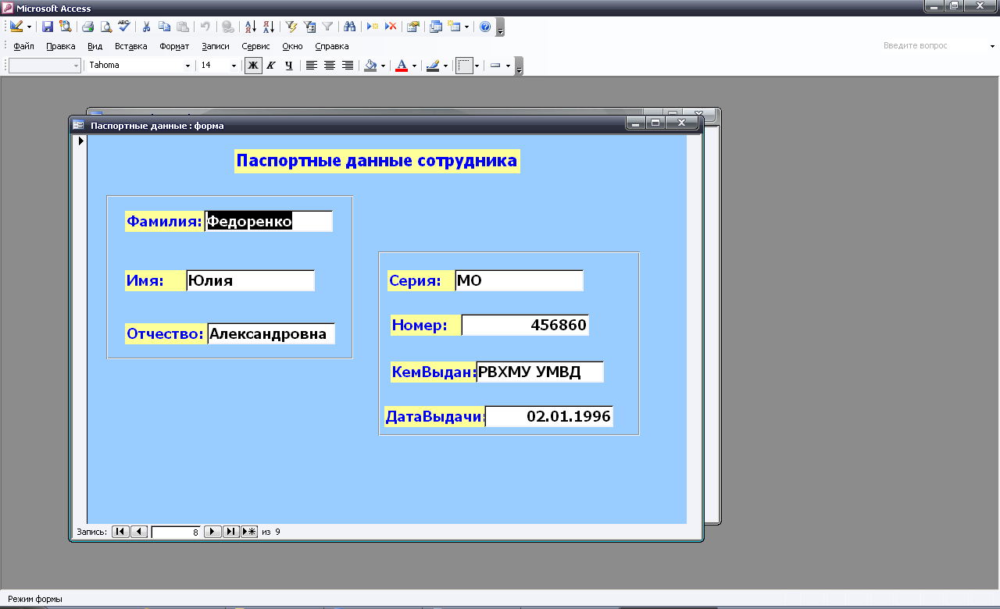 Microsoft Access
Файл Правка Вид Вставка Формат Записи Сервис Окно Справка
Введите вопрос
Tahoma 14 Ж К Ч
Паспортные данные : форма
Паспортные данные сотрудника
Фамилия: Федоренко
Имя: Юлия
Отчество: Александровна
Серия: МО
Номер: 456860
КемВыдан: РВХМУ УМВД
ДатаВыдачи: 02.01.1996
Запись: 8 из 9
Режим формы